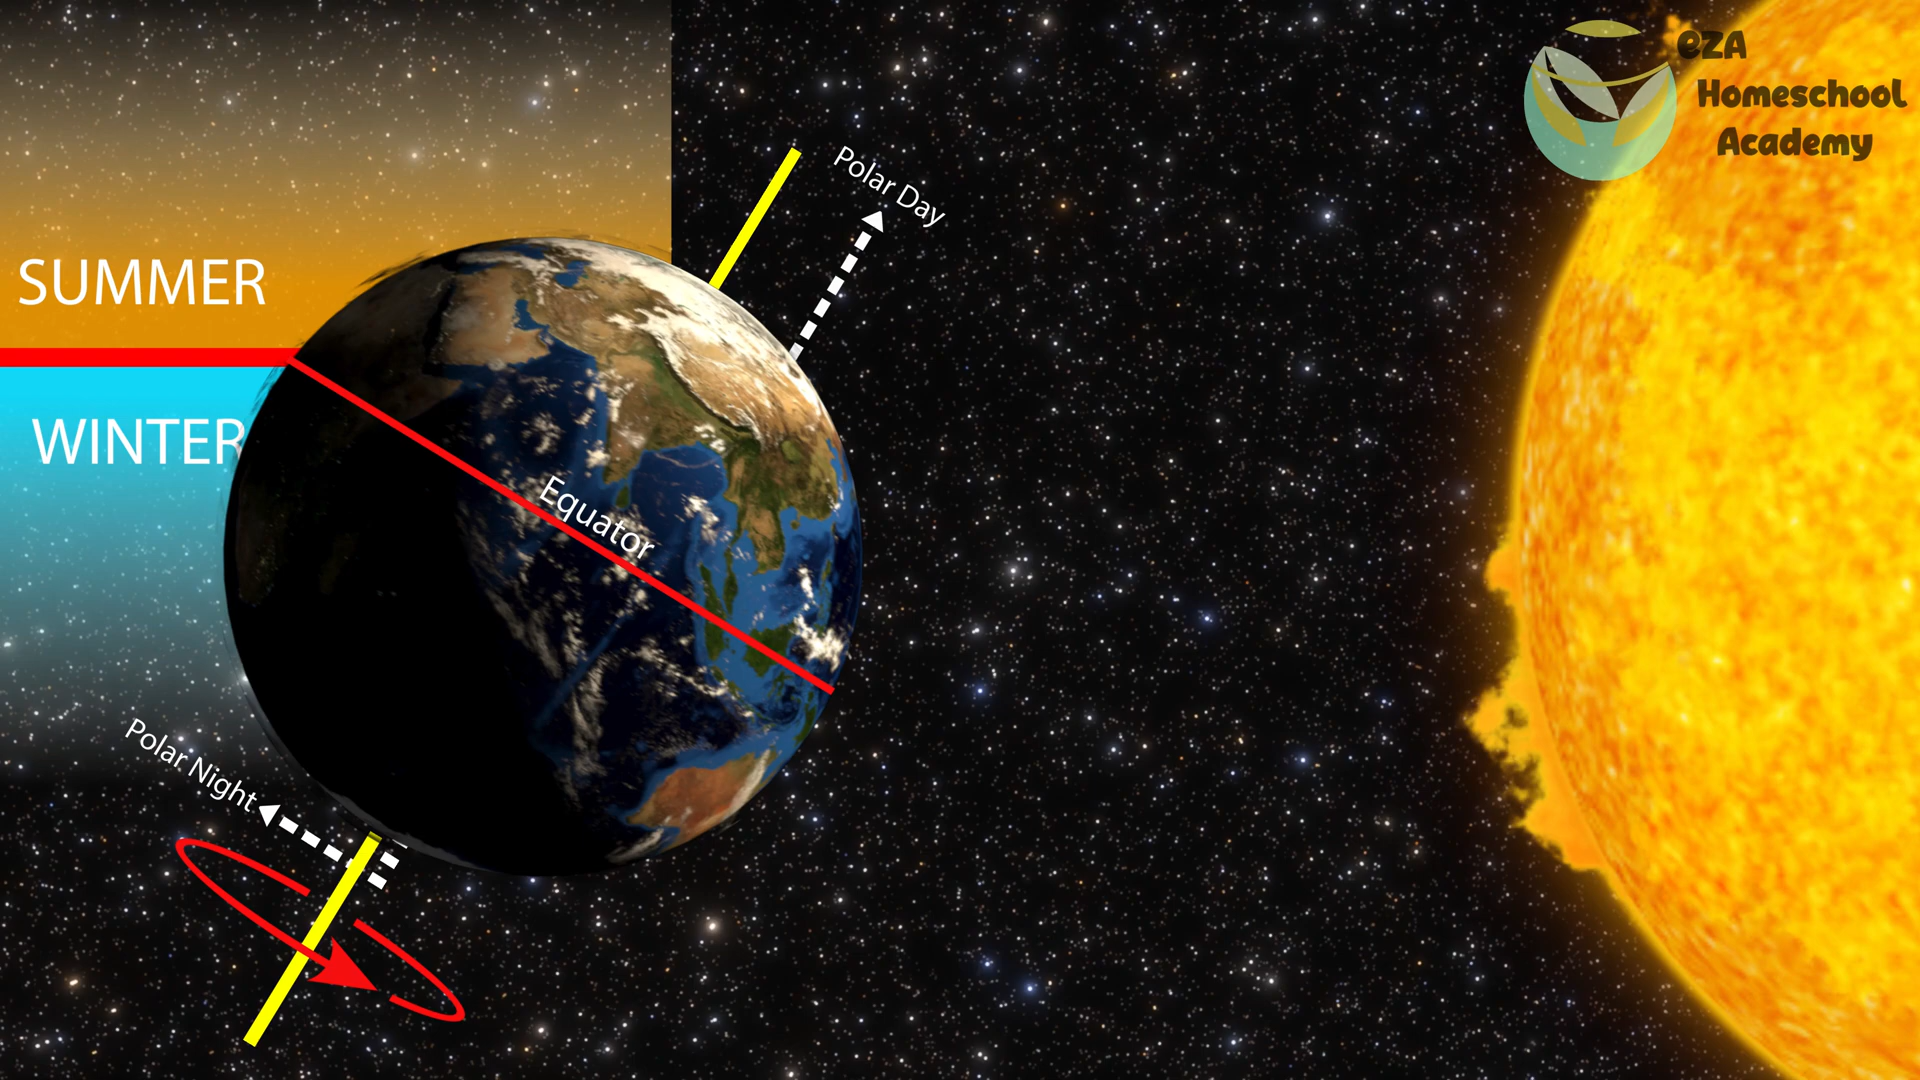 eZA
Homeschool
Academy
Polar Day
SUMMER
WINTER
Equator
Polar Night